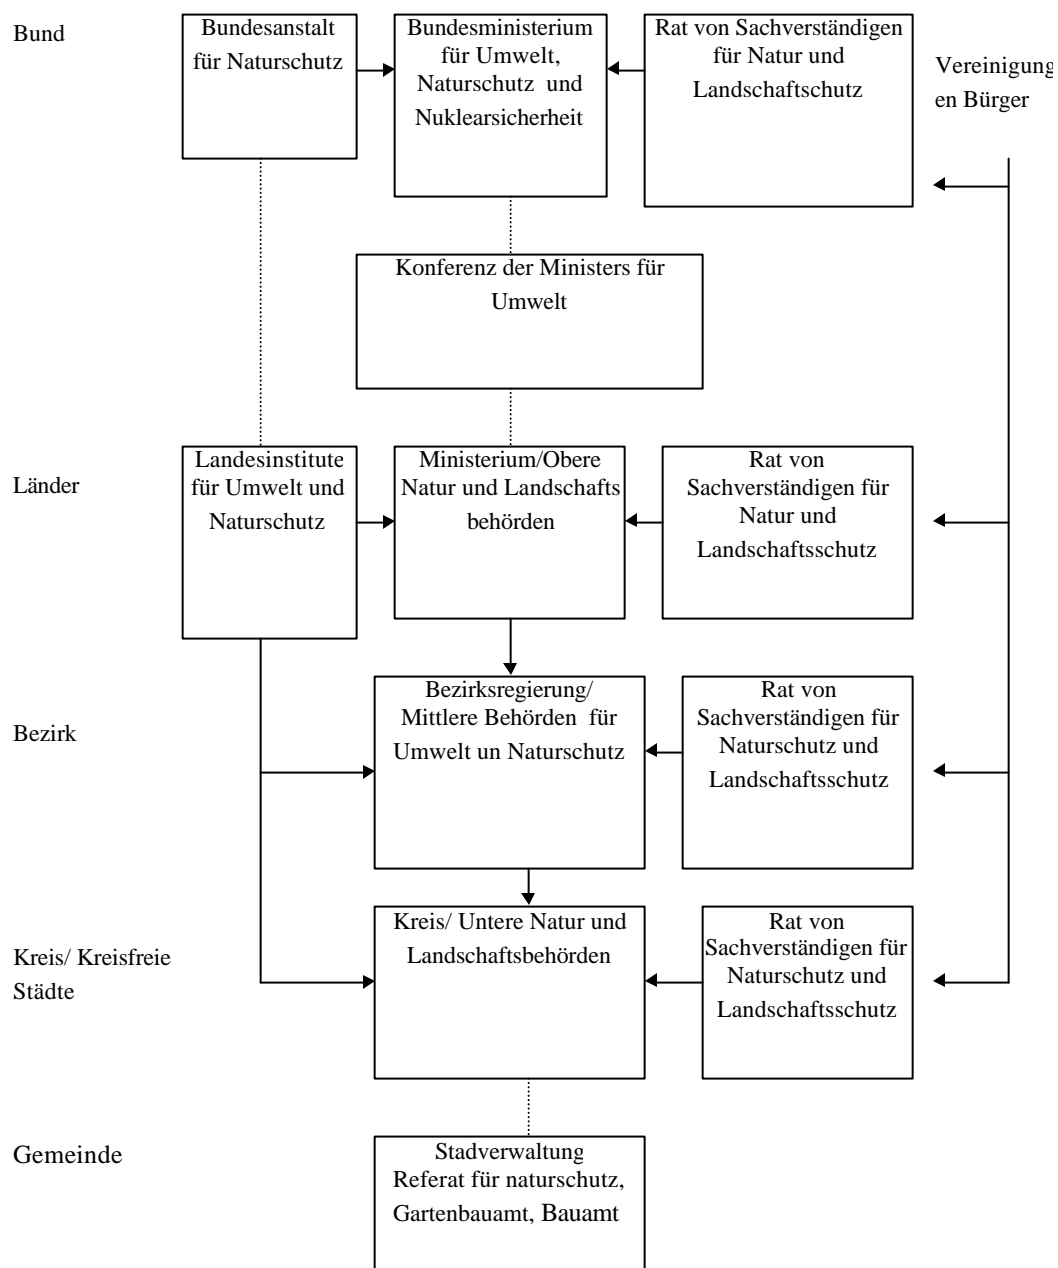 Bund
Bundesanstalt
für Naturschutz
Bundesministerium
für Umwelt,
Naturschutz und
Nuklearsicherheit
Rat von Sachverständigen
für Natur und
Landschaftschutz
Vereinigung
en Bürger
Konferenz der Ministers für
Umwelt
Länder
Landesinstitute
für Umwelt und
Naturschutz
Ministerium/Obere
Natur und Landschafts
behörden
Rat von
Sachverständigen für
Natur und
Landschaftsschutz
Bezirk
Bezirksregierung/
Mittlere Behörden für
Umwelt un Naturschutz
Rat von
Sachverständigen für
Naturschutz und
Landschaftsschutz
Kreis/ Kreisfreie
Städte
Kreis/ Untere Natur und
Landschaftsbehörden
Rat von
Sachverständigen für
Naturschutz und
Landschaftsschutz
Gemeinde
Stadverwaltung
Referat für naturschutz,
Gartenbauamt, Bauamt